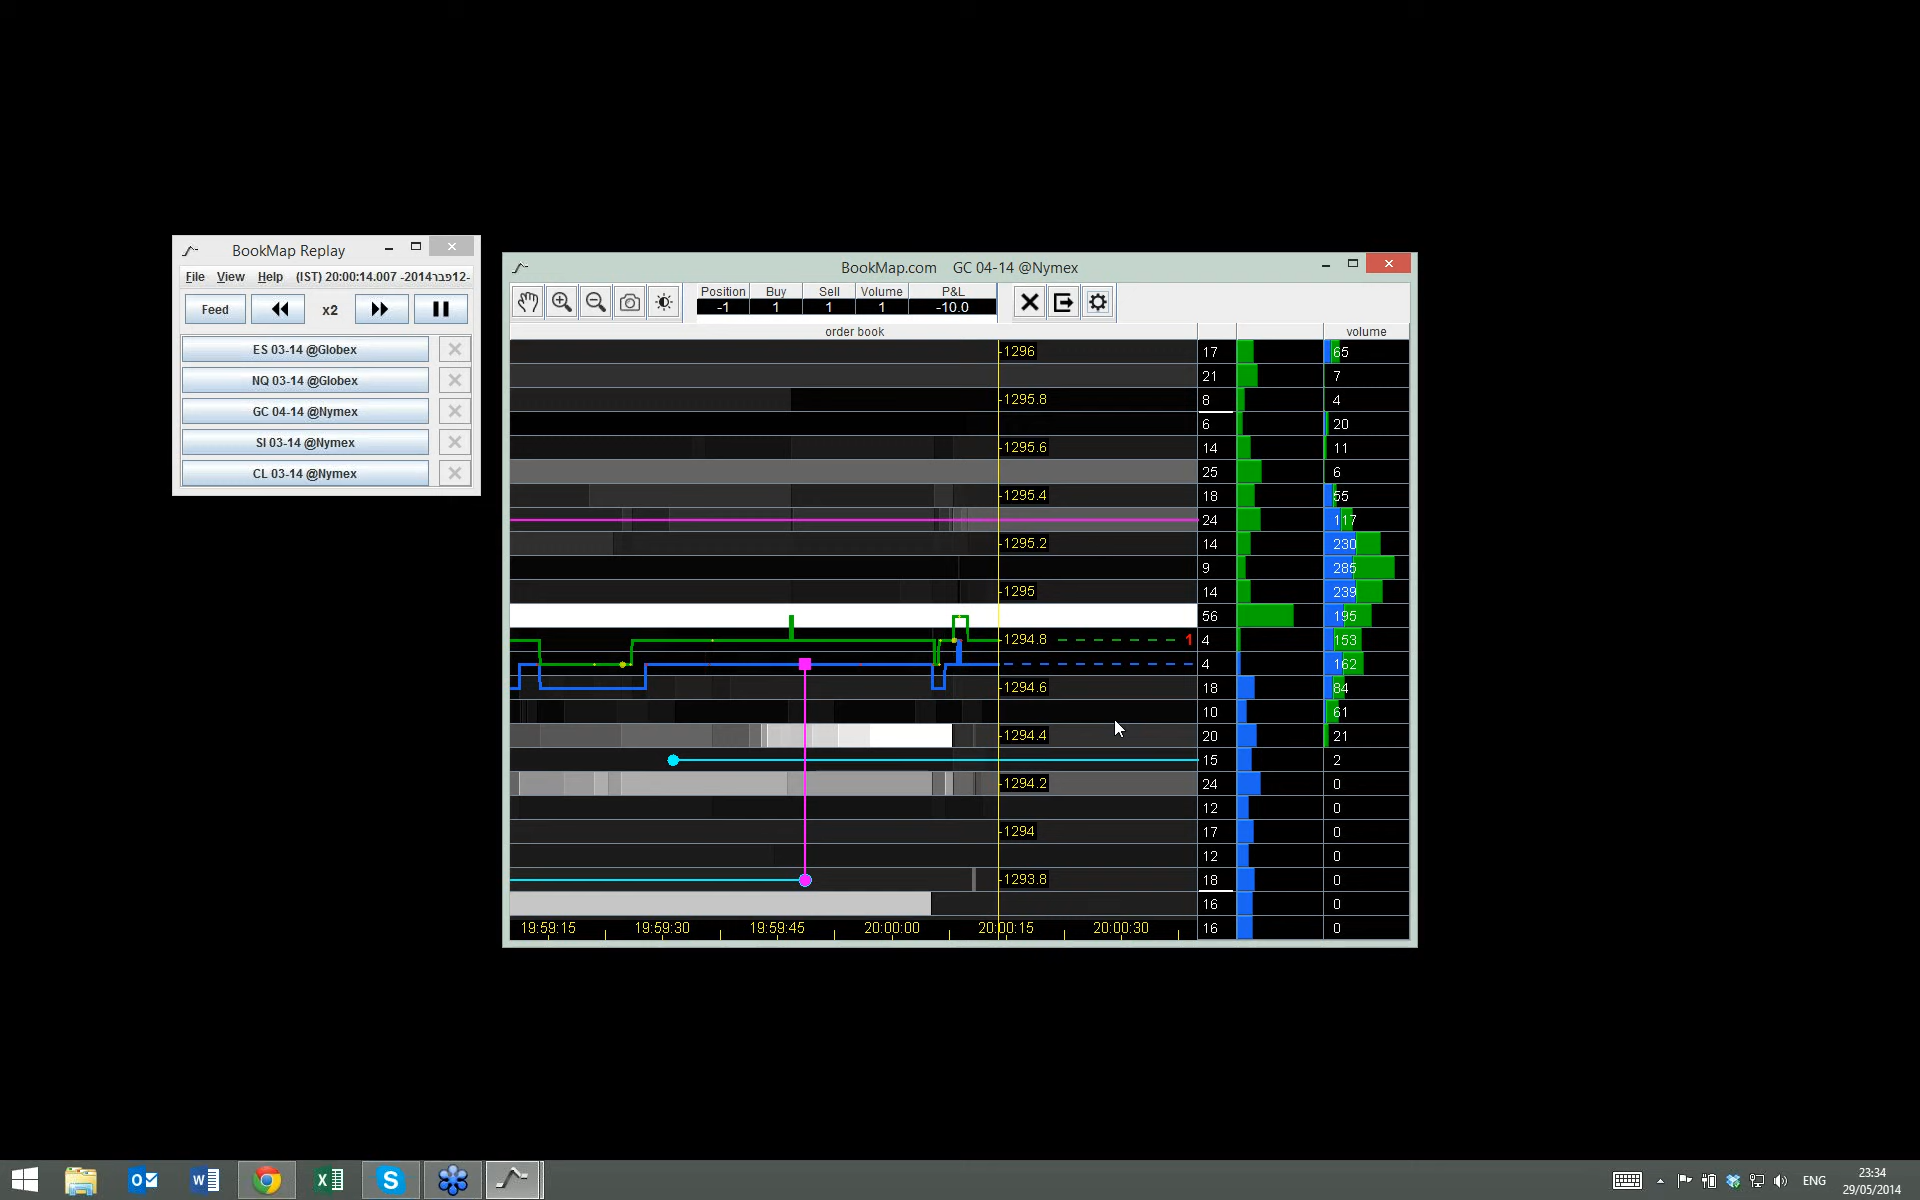 BookMap Replay
File View Help (IST) 20:00:14.007 -2014פבר12-
Feed x2
ES 03-14 @Globex
NQ 03-14 @Globex
GC 04-14 @Nymex
SI 03-14 @Nymex
CL 03-14 @Nymex
BookMap.com GC 04-14 @Nymex
Position Buy Sell Volume P&L
-1 1 1 1 -10.0
order book volume
1296 17 65
21 7
1295.8 8 4
6 20
1295.6 14 11
25 6
1295.4 18 55
24 117
1295.2 14 230
9 285
1295 14 239
56 195
1294.8 1 4 153
4 162
1294.6 18 84
10 61
1294.4 20 21
15 2
1294.2 24 0
12 0
1294 17 0
12 0
1293.8 18 0
16 0
19:59:15 19:59:30 19:59:45 20:00:00 20:00:15 20:00:30 16 0
ENG
23:34
29/05/2014